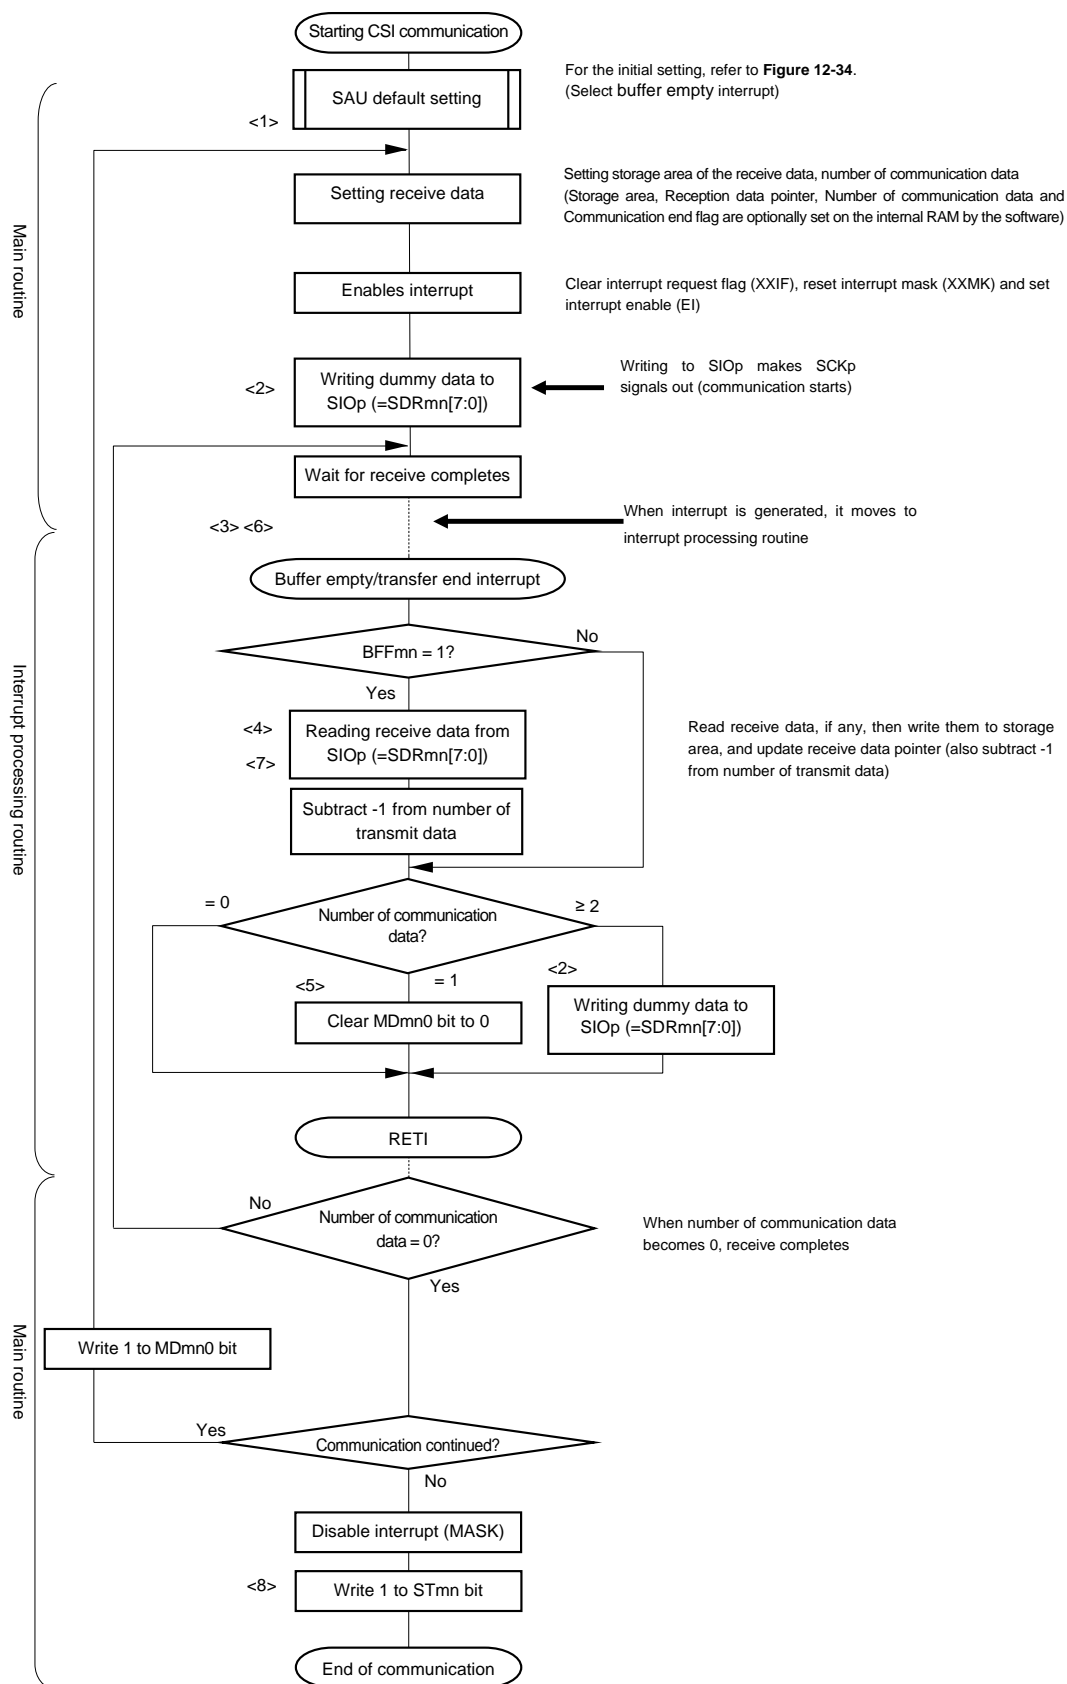 Starting CSI communication
For the initial setting, refer to Figure 12-34.
(Select buffer empty interrupt)
SAU default setting
<1>
Main routine
Setting receive data
Setting storage area of the receive data, number of communication data
(Storage area, Reception data pointer, Number of communication data and
Communication end flag are optionally set on the internal RAM by the software)
Enables interrupt
Clear interrupt request flag (XXIF), reset interrupt mask (XXMK) and set
interrupt enable (EI)
<2>
Writing dummy data to
SIOp (=SDRmn[7:0])
Writing to SIOp makes SCKp
signals out (communication starts)
Wait for receive completes
<3> <6>
When interrupt is generated, it moves to
interrupt processing routine
Interrupt processing routine
Buffer empty/transfer end interrupt
BFFmn = 1?
No
Yes
<4>
<7>
Reading receive data from
SIOp (=SDRmn[7:0])
Read receive data, if any, then write them to storage
area, and update receive data pointer (also subtract -1
from number of transmit data)
Subtract -1 from number of
transmit data
= 0
Number of communication
data?
≥ 2
= 1
<5>
Clear MDmn0 bit to 0
<2>
Writing dummy data to
SIOp (=SDRmn[7:0])
RETI
Main routine
No
Number of communication
data = 0?
When number of communication data
becomes 0, receive completes
Yes
Write 1 to MDmn0 bit
Yes
Communication continued?
No
Disable interrupt (MASK)
<8>
Write 1 to STmn bit
End of communication